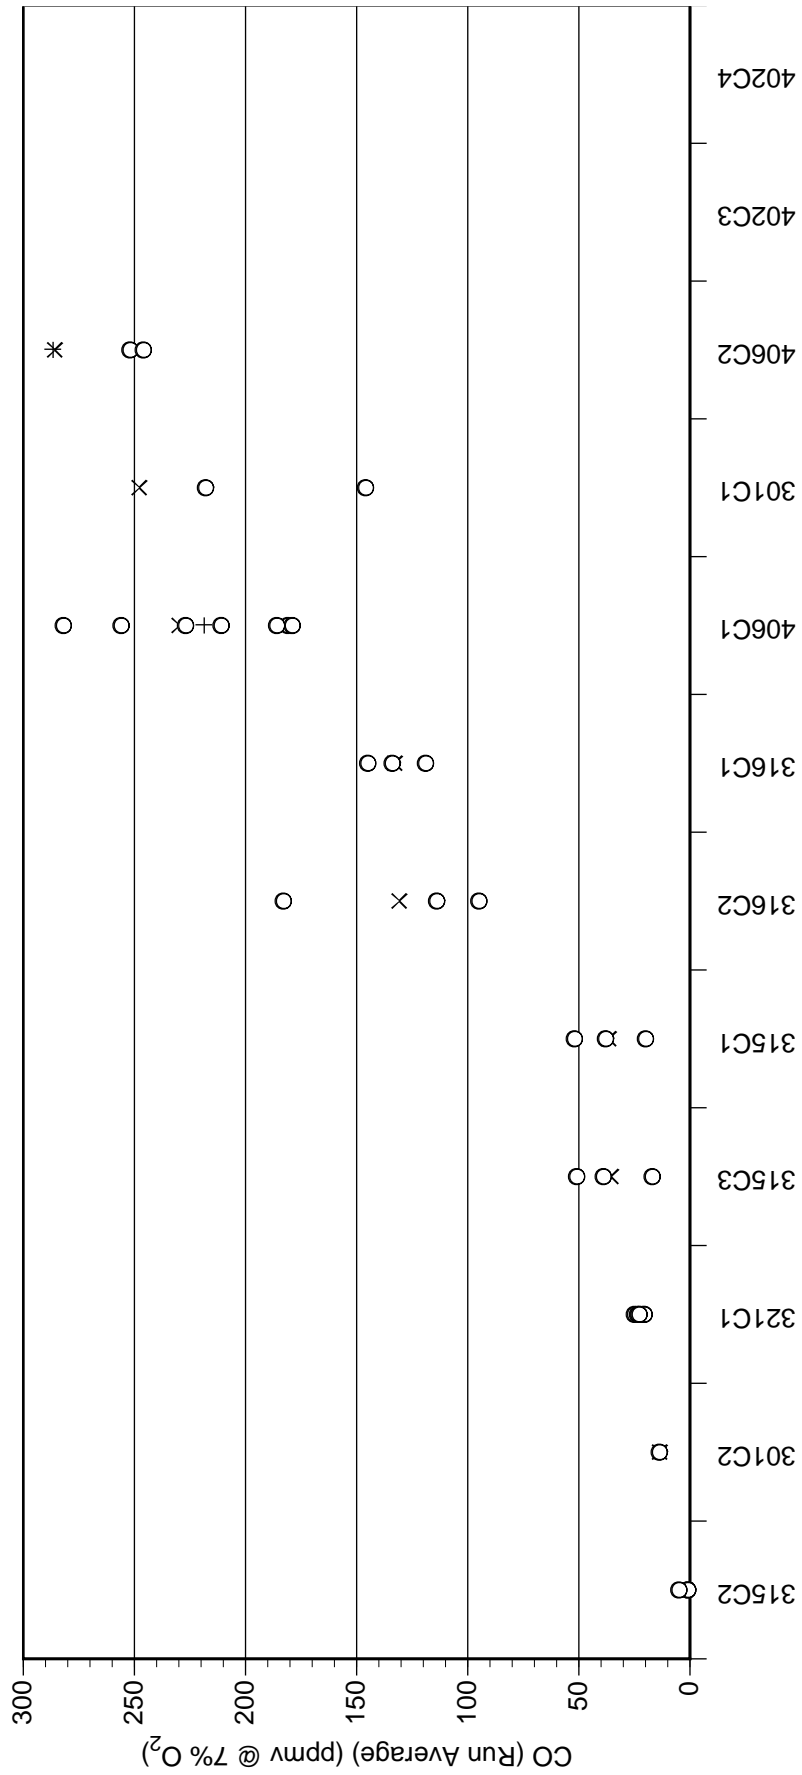 CO (Run Average) (ppmv @ 7% O₂)
300
250
200
150
100
50
0
315C2
301C2
321C1
315C3
315C1
316C2
316C1
406C1
301C1
406C2
402C3
402C4